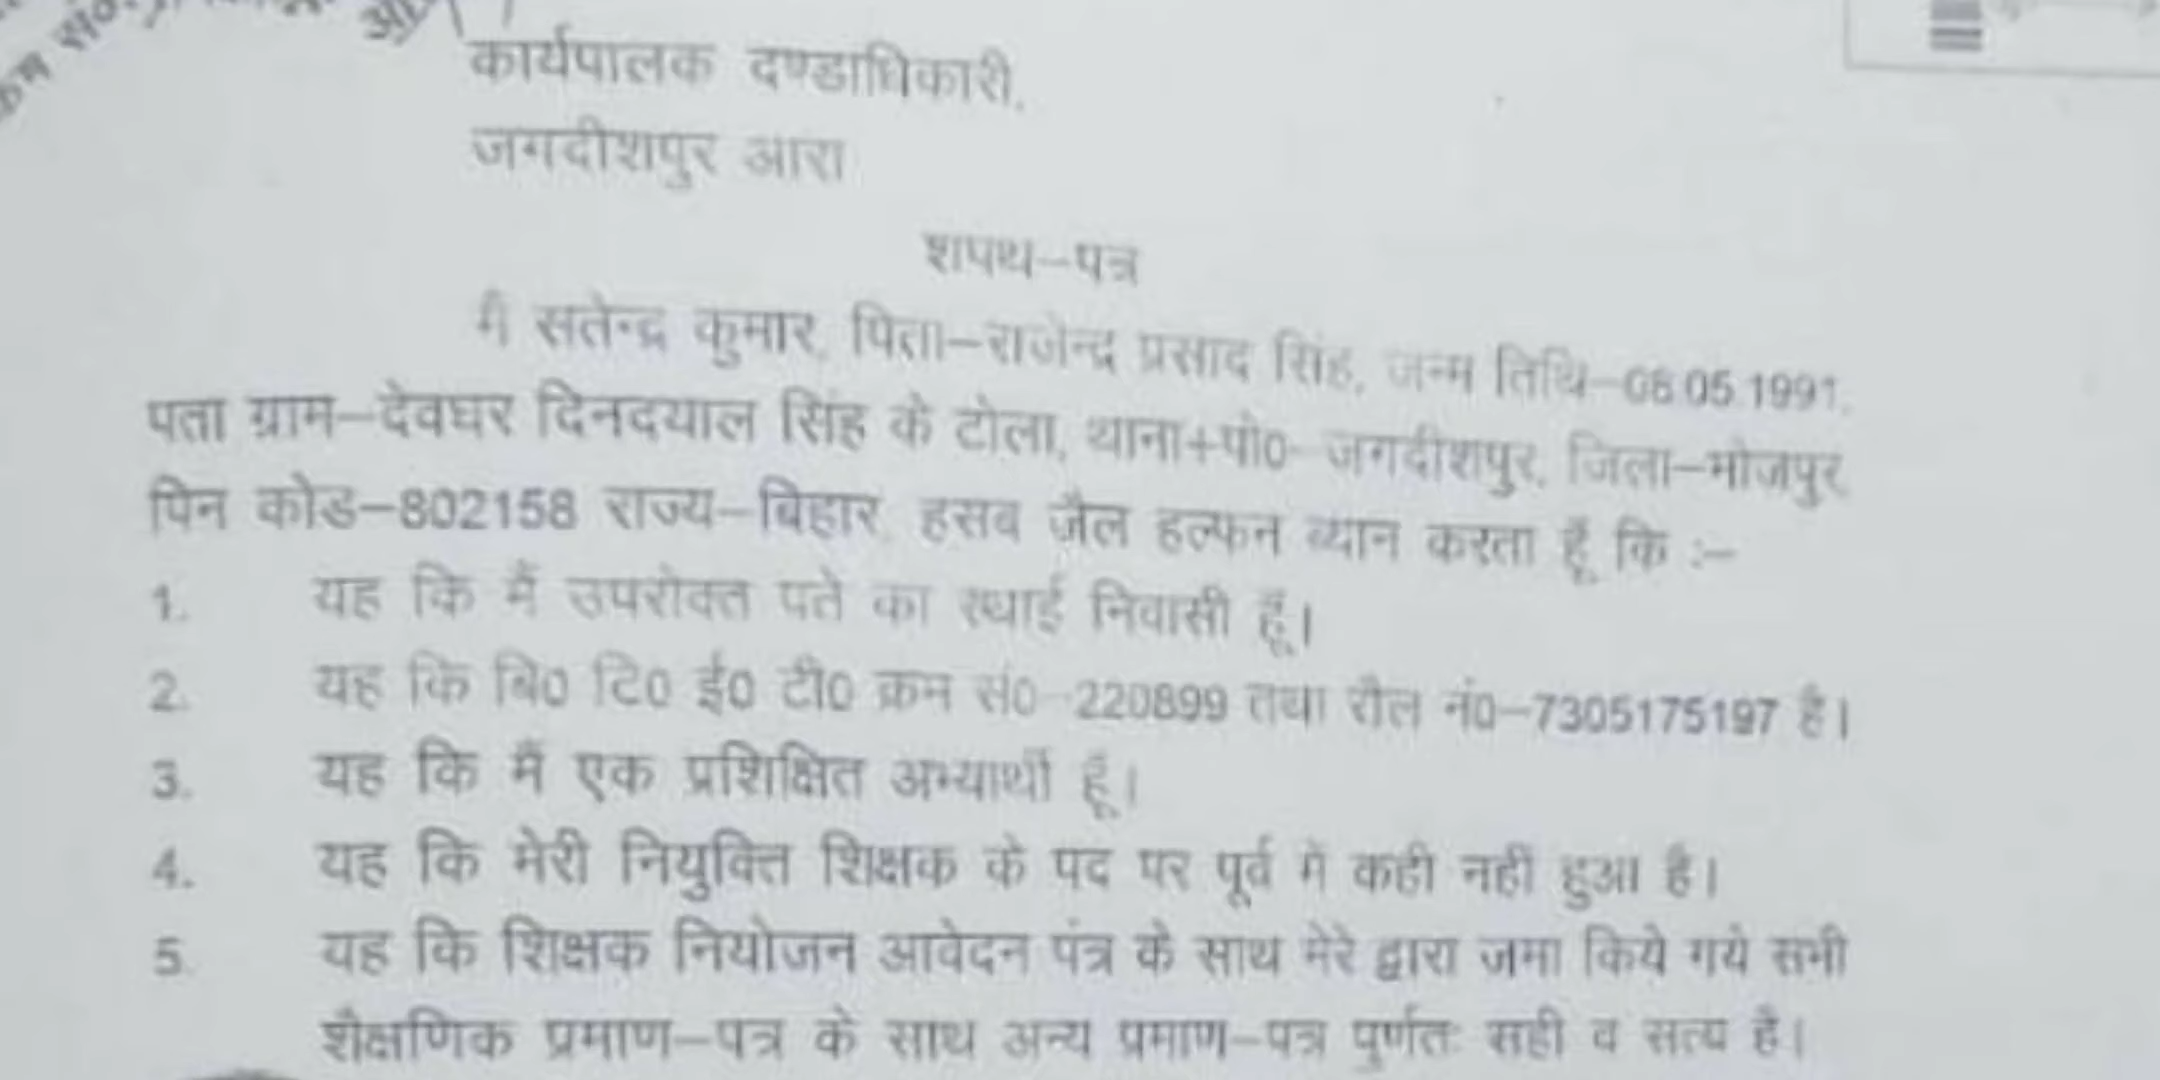 कार्यपालक दण्डाधिकारी,
जगदीशपुर आरा
शपथ–पत्र
मैं सतेन्द्र कुमार, पिता–राजेन्द्र प्रसाद सिंह, जन्म तिथि–08.05.1991,
पता ग्राम–देवघर दिनदयाल सिंह के टोला, थाना+पो0– जगदीशपुर, जिला–भोजपुर,
पिन कोड–802158 राज्य–बिहार, हसब जैल हल्फन ब्यान करता हूँ कि :–
1. यह कि मैं उपरोक्त पते का स्थाई निवासी हूँ।
2. यह कि बि0 टि0 ई0 टी0 क्रम सं0–220899 तथा रौल नं0–7305175197 है।
3. यह कि मैं एक प्रशिक्षित अभ्यार्थी हूँ।
4. यह कि मेरी नियुक्ति शिक्षक के पद पर पूर्व में कही नहीं हुआ है।
5. यह कि शिक्षक नियोजन आवेदन पंत्र के साथ मेरे द्वारा जमा किये गये सभी
शैक्षणिक प्रमाण–पत्र के साथ अन्य प्रमाण–पत्र पुर्णतः सही व सत्य है।